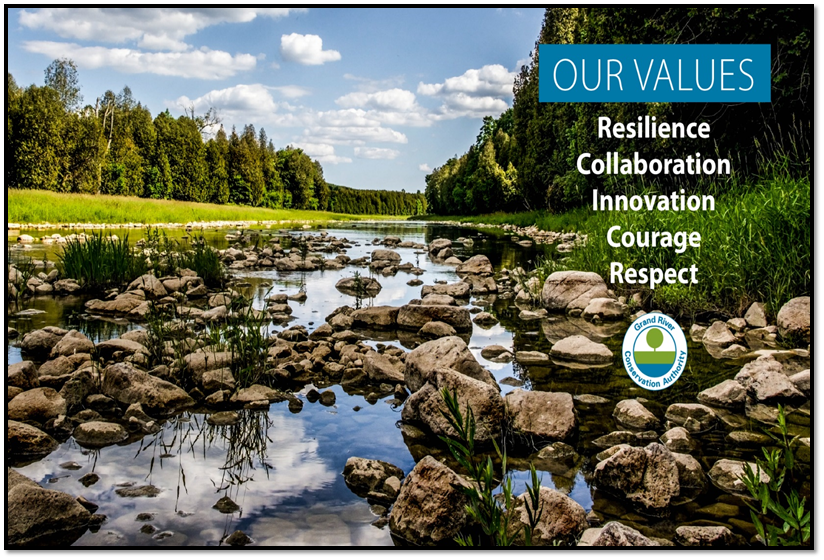 OUR VALUES
Resilience
Collaboration
Innovation
Courage
Respect
Grand River
Conservation Authority